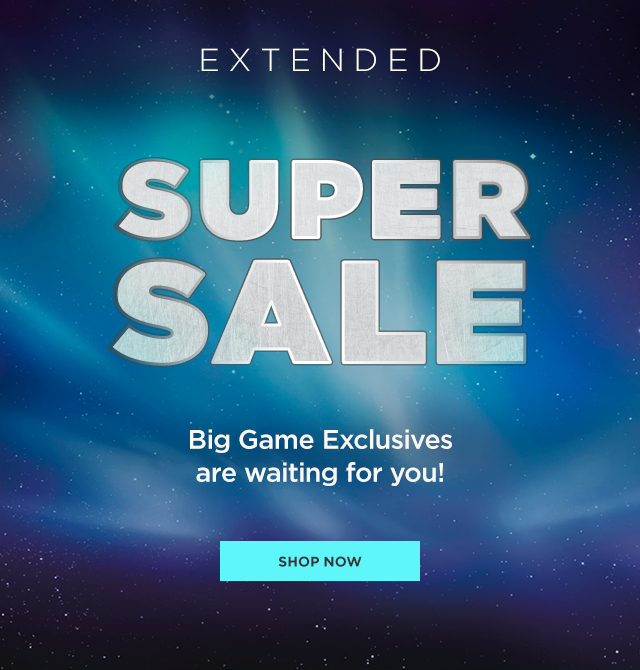 EXTENDED
SUPER
SALE
Big Game Exclusives
are waiting for you!
SHOP NOW